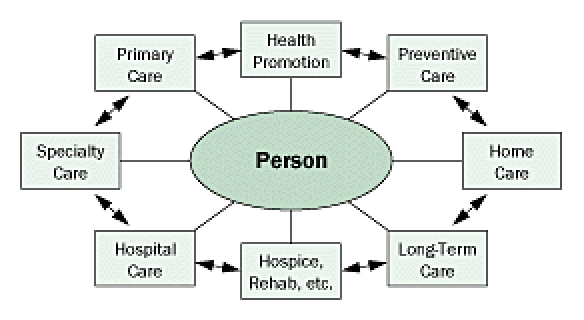 Health
Promotion
Primary
Care
Preventive
Care
Specialty
Care
Person
Home
Care
Hospital
Care
Hospice,
Rehab, etc.
Long-Term
Care